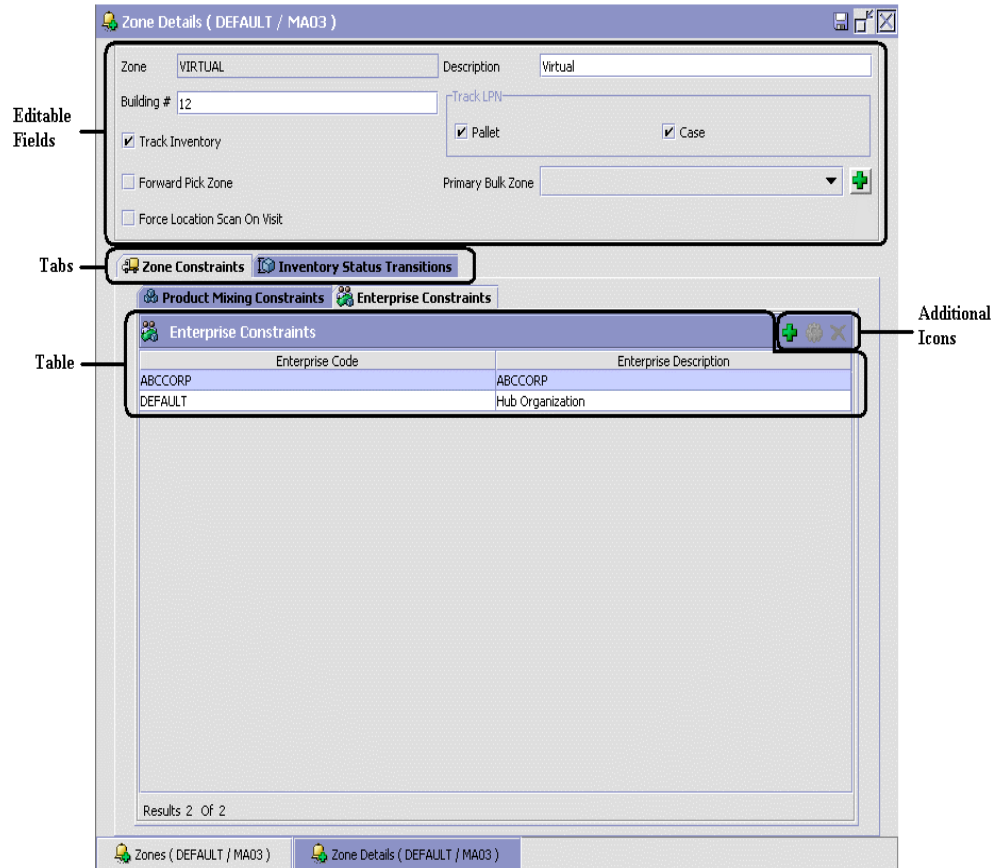 Zone Details ( DEFAULT / MA03 )
Zone VIRTUAL Description Virtual
Building # 12 Track LPN
Editable Fields
Pallet Case
Track Inventory
Forward Pick Zone Primary Bulk Zone
Force Location Scan On Visit
Tabs
Zone Constraints Inventory Status Transitions
Product Mixing Constraints Enterprise Constraints
Additional Icons
Enterprise Constraints
Table
Enterprise Code Enterprise Description
ABCCORP ABCCORP
DEFAULT Hub Organization
Results 2 Of 2
Zones ( DEFAULT / MA03 ) Zone Details ( DEFAULT / MA03 )